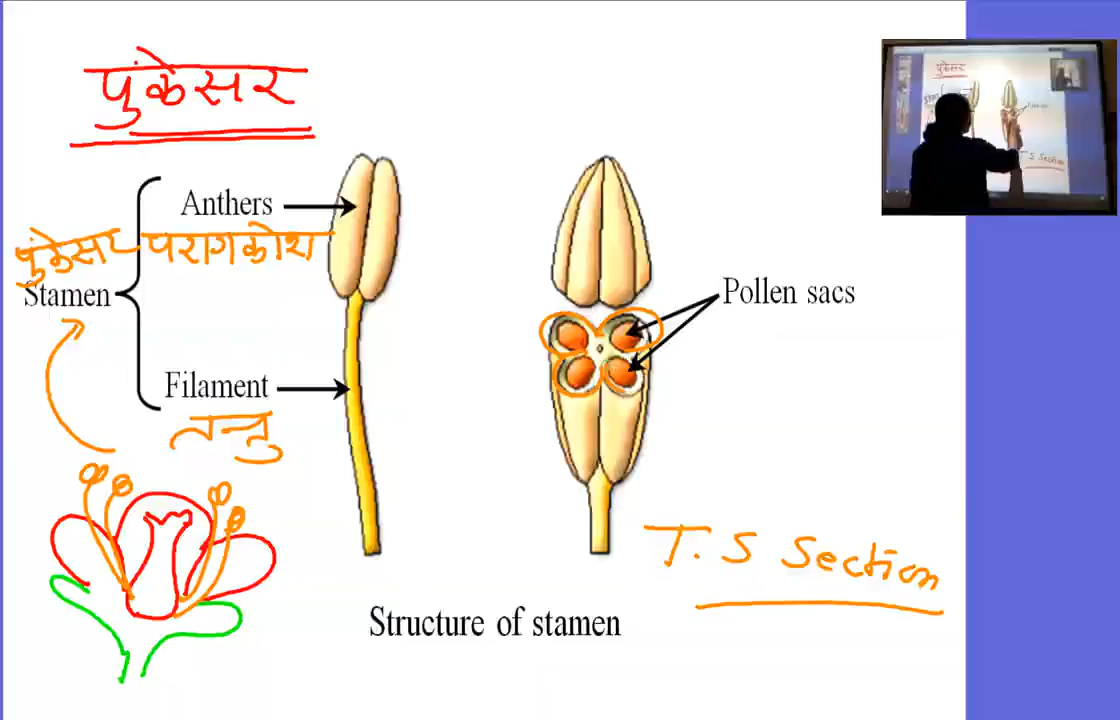 पुंकेसर
Anthers
पुंकेसर परागकोश
Stamen
Pollen sacs
Filament
तन्तु
T. S Section
Structure of stamen